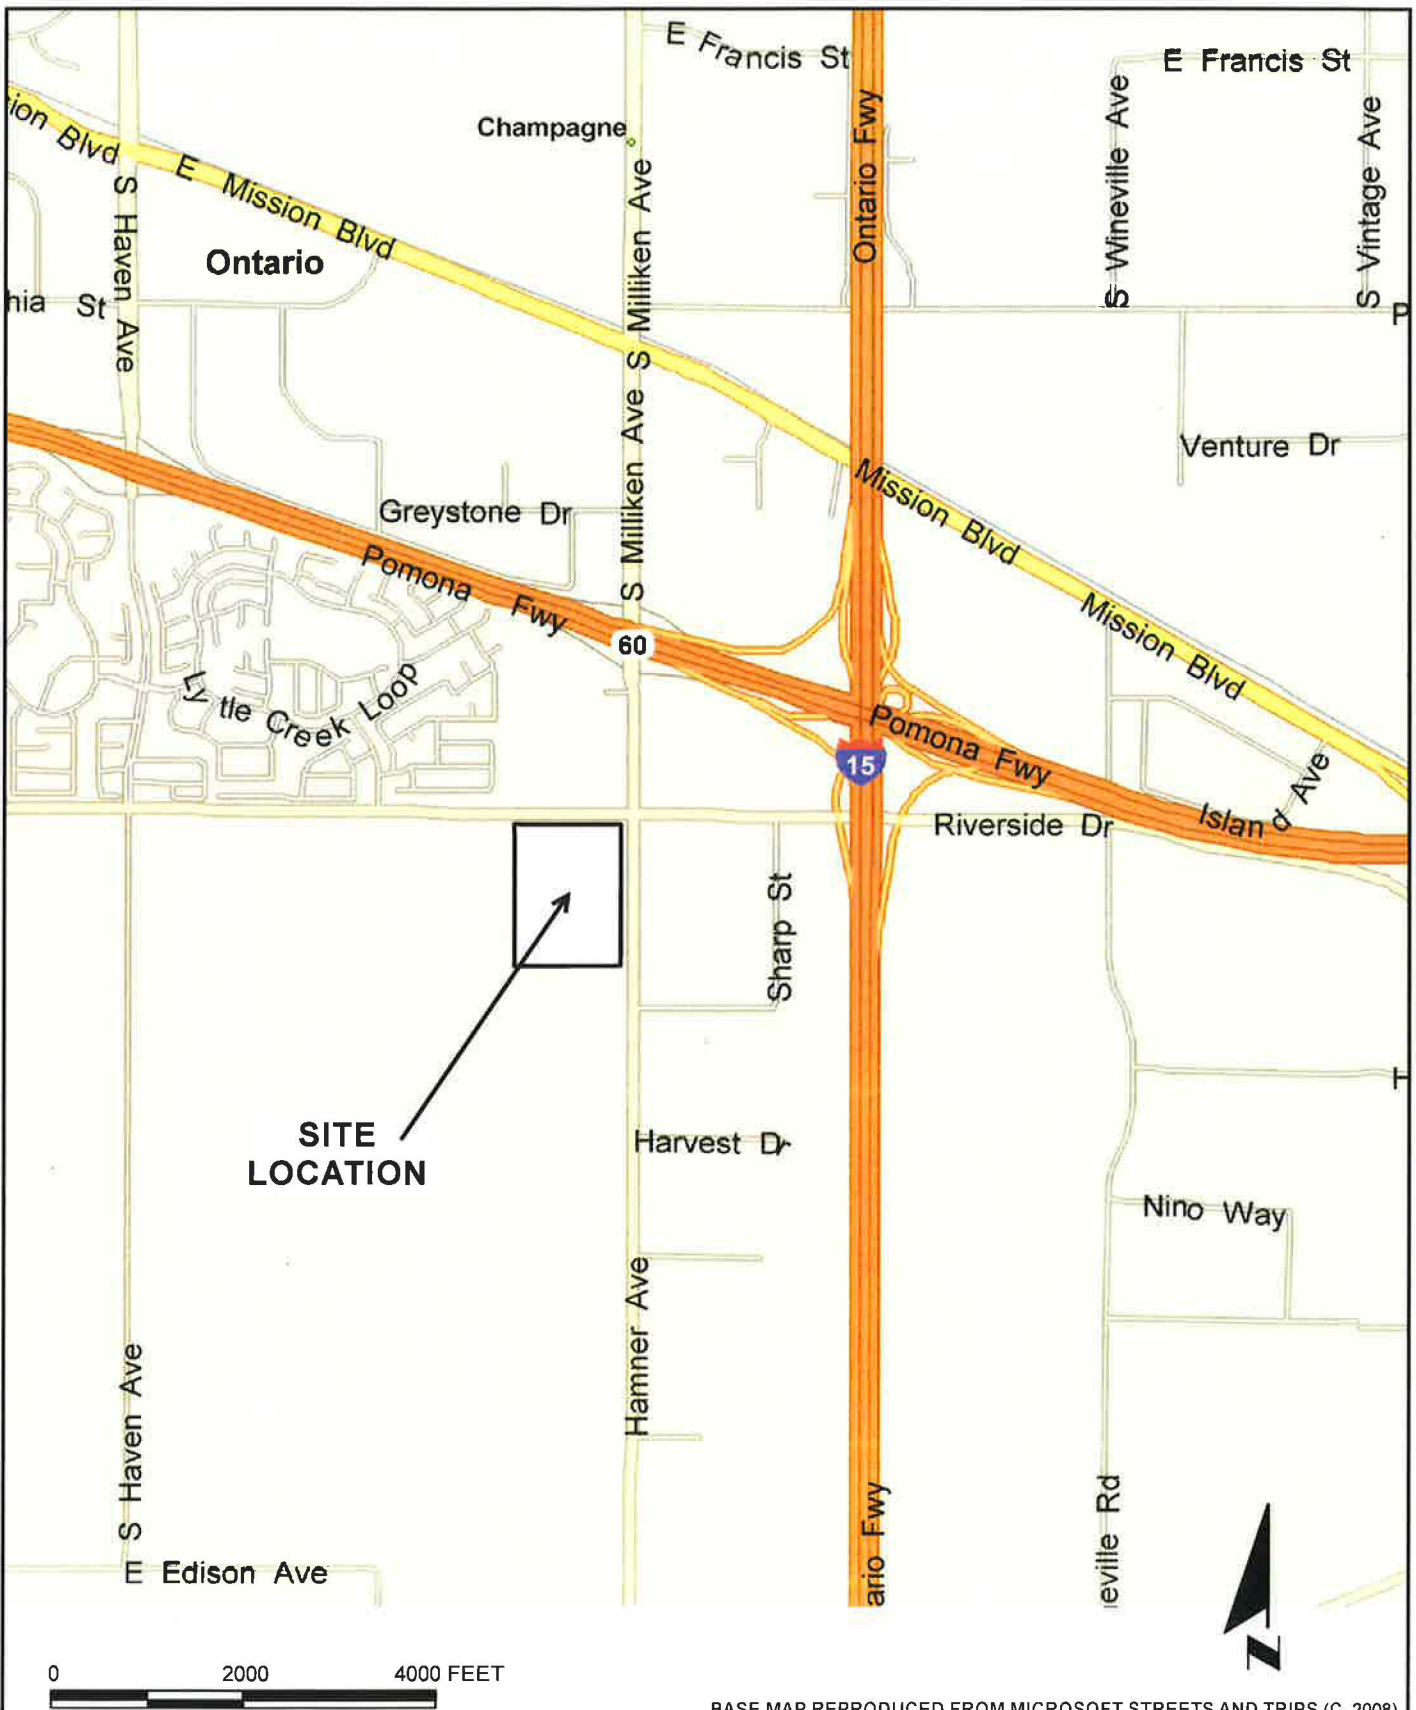 E Francis St
E Francis St
Champagne
ion Blvd
E Mission Blvd
S Haven Ave
Ontario
S Milliken Ave
Ontario Fwy
S Wineville Ave
S Vintage Ave
hia St
P
S Milliken Ave
Venture Dr
Mission Blvd
Greystone Dr
Pomona Fwy
60
Mission Blvd
Lytle Creek Loop
Pomona Fwy
15
Island Ave
Riverside Dr
Sharp St
SITE
LOCATION
Harvest Dr
Nino Way
Hamner Ave
S Haven Ave
ario Fwy
eville Rd
E Edison Ave
N
0 2000 4000 FEET
BASE MAP REPRODUCED FROM MICROSOFT STREETS AND TRIPS (C, 2008)